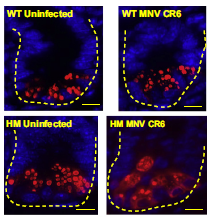 WT Uninfected
WT MNV CR6
HM Uninfected
HM MNV CR6